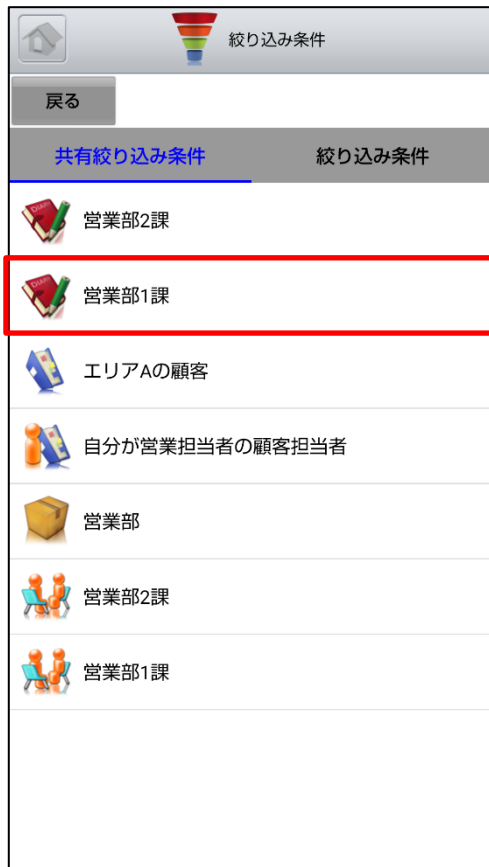 絞り込み条件
戻る
共有絞り込み条件 絞り込み条件
営業部2課
営業部1課
エリアAの顧客
自分が営業担当者の顧客担当者
営業部
営業部2課
営業部1課